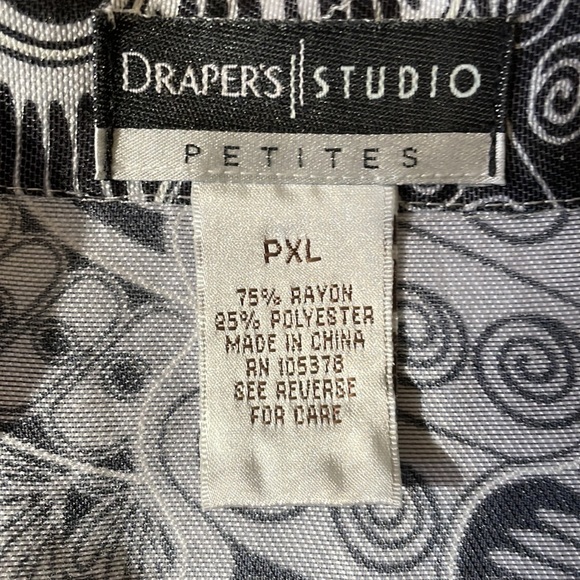 DRAPER'S || STUDIO
PETITES
PXL
75% RAYON
25% POLYESTER
MADE IN CHINA
RN 105378
SEE REVERSE
FOR CARE